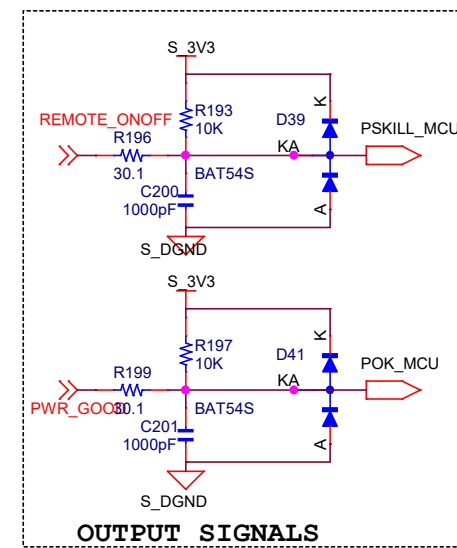 S_3V3
R193
10K
D39
K
PSKILL_MCU
REMOTE_ONOFF
R196
KA
30.1
BAT54S
C200
1000pF
A
S_DGND
S_3V3
R197
10K
D41
K
POK_MCU
R199
KA
PWR_GOOD
30.1
BAT54S
C201
1000pF
A
S_DGND
OUTPUT SIGNALS